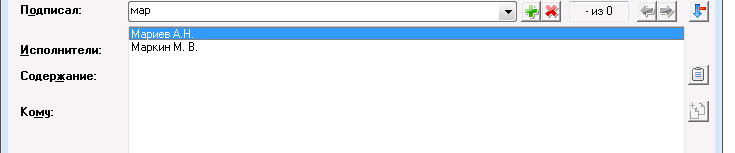 Подписал: мар - из 0
Мариев А.Н.
Исполнители: Маркин М. В.
Содержание:
Кому: